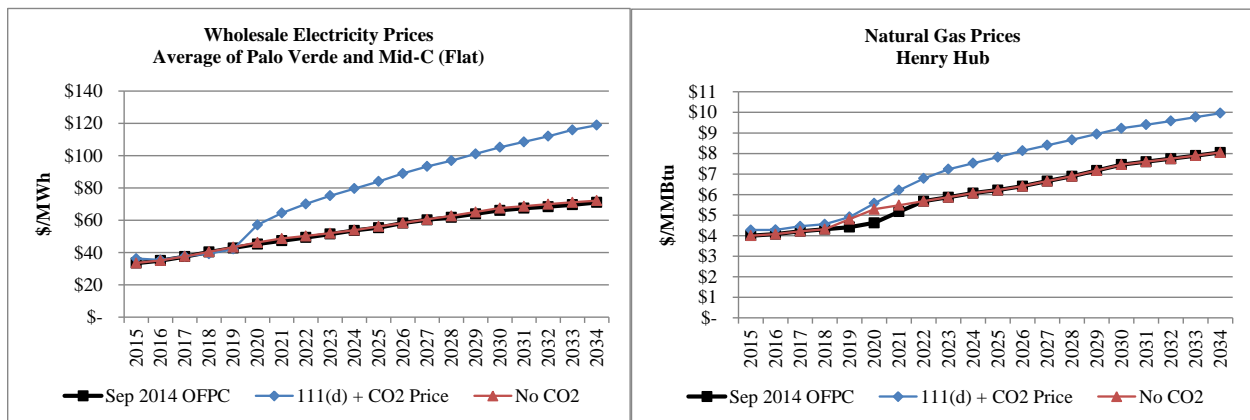 Wholesale Electricity Prices
Average of Palo Verde and Mid-C (Flat)
$/MWh
$140
$120
$100
$80
$60
$40
$20
$-
2015 2016 2017 2018 2019 2020 2021 2022 2023 2024 2025 2026 2027 2028 2029 2030 2031 2032 2033 2034
Sep 2014 OFPC 111(d) + CO2 Price No CO2
Natural Gas Prices
Henry Hub
$/MMBtu
$11
$10
$9
$8
$7
$6
$5
$4
$3
$2
$1
$-
2015 2016 2017 2018 2019 2020 2021 2022 2023 2024 2025 2026 2027 2028 2029 2030 2031 2032 2033 2034
Sep 2014 OFPC 111(d) + CO2 Price No CO2